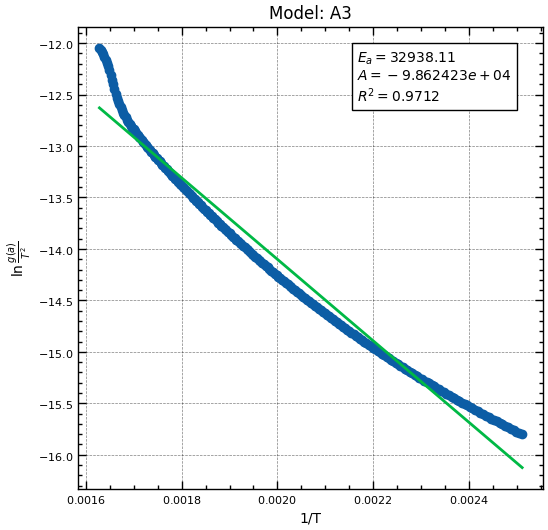 Model: A3
E_a = 32938.11
A = −9.862423e + 04
R² = 0.9712
−12.0
−12.5
−13.0
−13.5
−14.0
−14.5
−15.0
−15.5
−16.0
ln g(a)/T²
0.0016 0.0018 0.0020 0.0022 0.0024
1/T